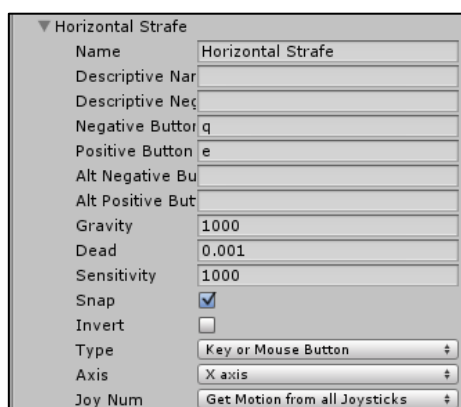 Horizontal Strafe
Name Horizontal Strafe
Descriptive Nar
Descriptive Neg
Negative Button q
Positive Button e
Alt Negative Bu
Alt Positive But
Gravity 1000
Dead 0.001
Sensitivity 1000
Snap
Invert
Type Key or Mouse Button
Axis X axis
Joy Num Get Motion from all Joysticks